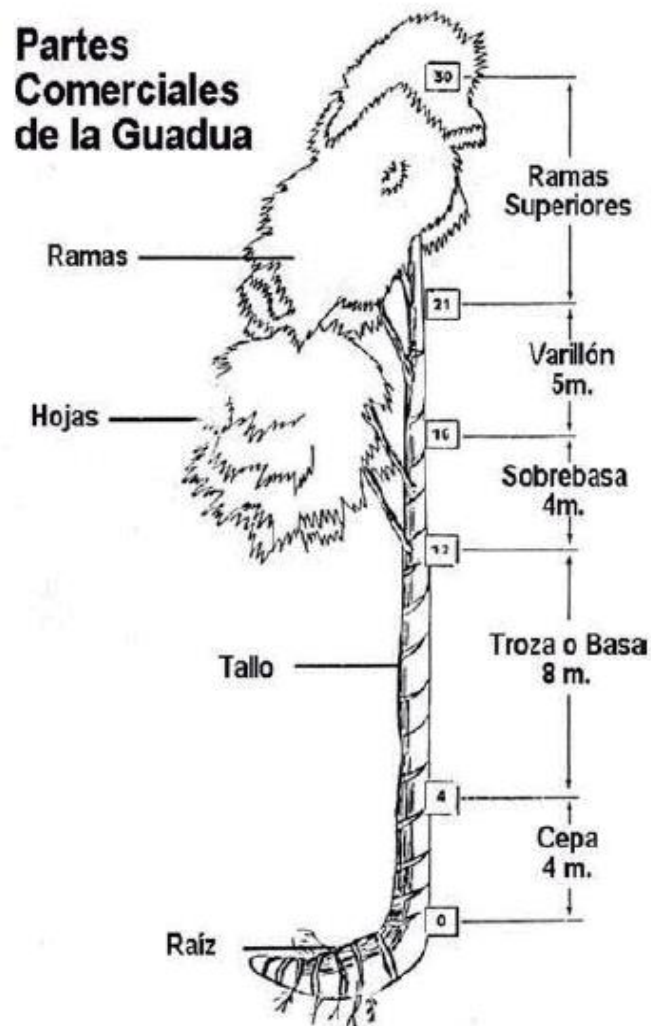 Partes
Comerciales
de la Guadua
30
Ramas
Superiores
Ramas
21
Varillón
5m.
Hojas
16
Sobrebasa
4m.
12
Troza o Basa
8 m.
Tallo
4
Cepa
4 m.
0
Raíz